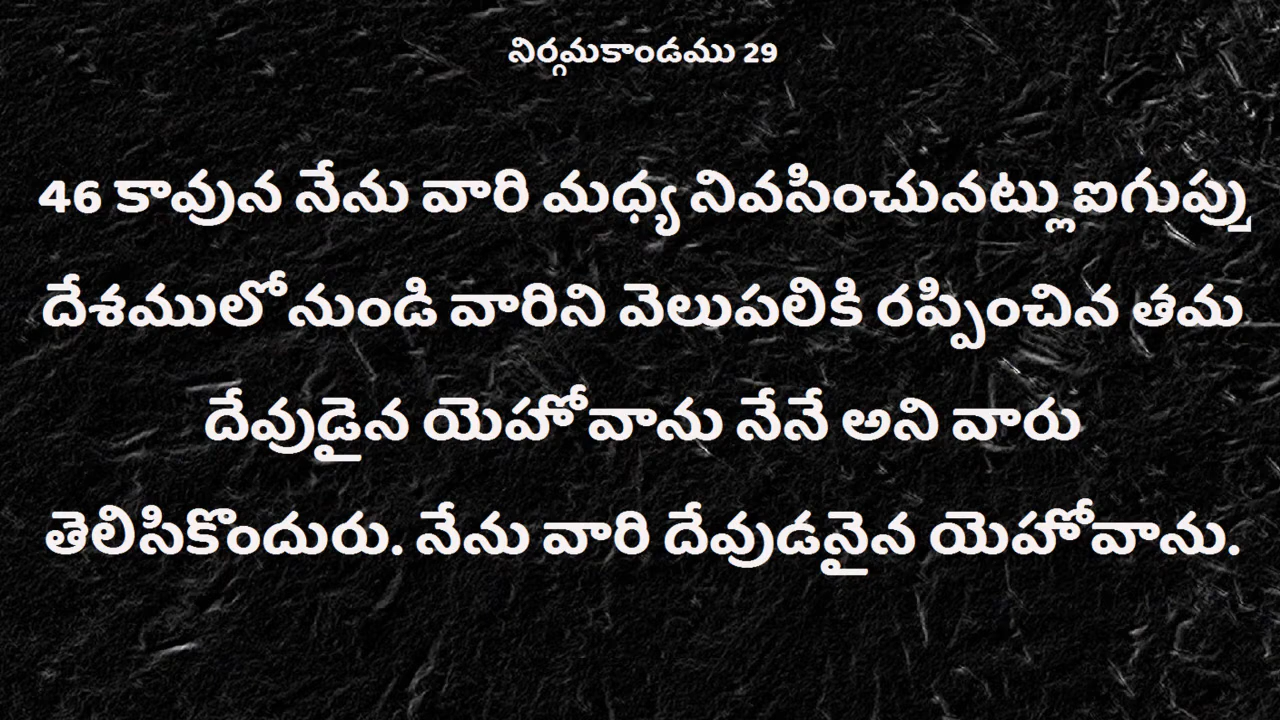 నిర్గమకాండము 29
46 కావున నేను వారి మధ్య నివసించునట్లు ఐగుప్తు
దేశములో నుండి వారిని వెలుపలికి రప్పించిన తమ
దేవుడైన యెహోవాను నేనే అని వారు
తెలిసికొందురు. నేను వారి దేవుడనైన యెహోవాను.